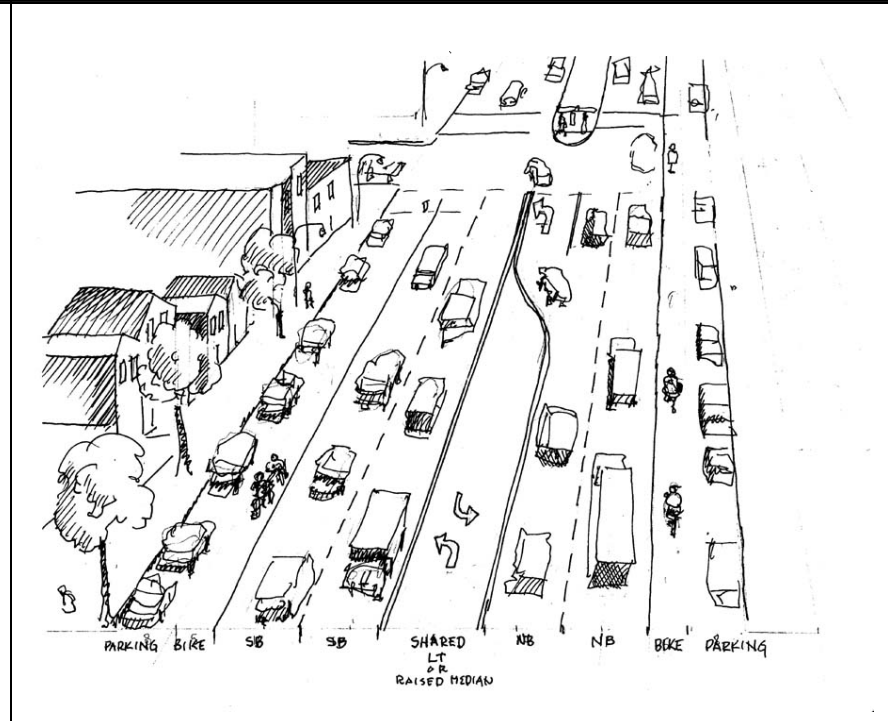 PARKING BIKE SB SB SHARED NB NB BIKE PARKING
LT
OR
RAISED MEDIAN